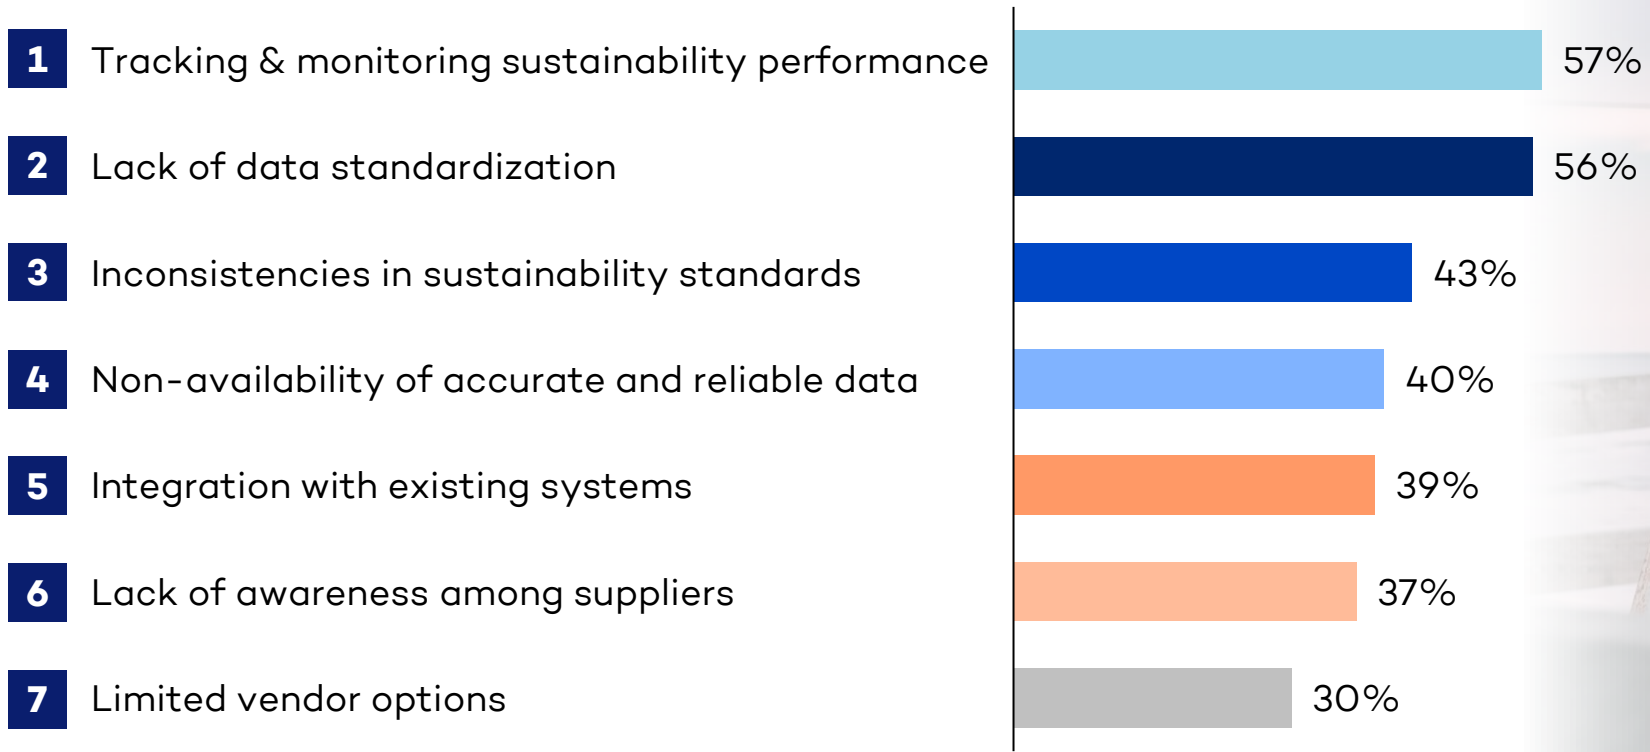 1 Tracking & monitoring sustainability performance 57%
2 Lack of data standardization 56%
3 Inconsistencies in sustainability standards 43%
4 Non-availability of accurate and reliable data 40%
5 Integration with existing systems 39%
6 Lack of awareness among suppliers 37%
7 Limited vendor options 30%